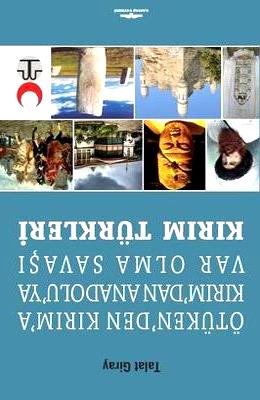 Talat Giray
ÖTÜKEN'DEN KIRIM'A
KIRIM'DAN ANADOLU'YA
VAR OLMA SAVAŞI
KIRIM TÜRKLERİ